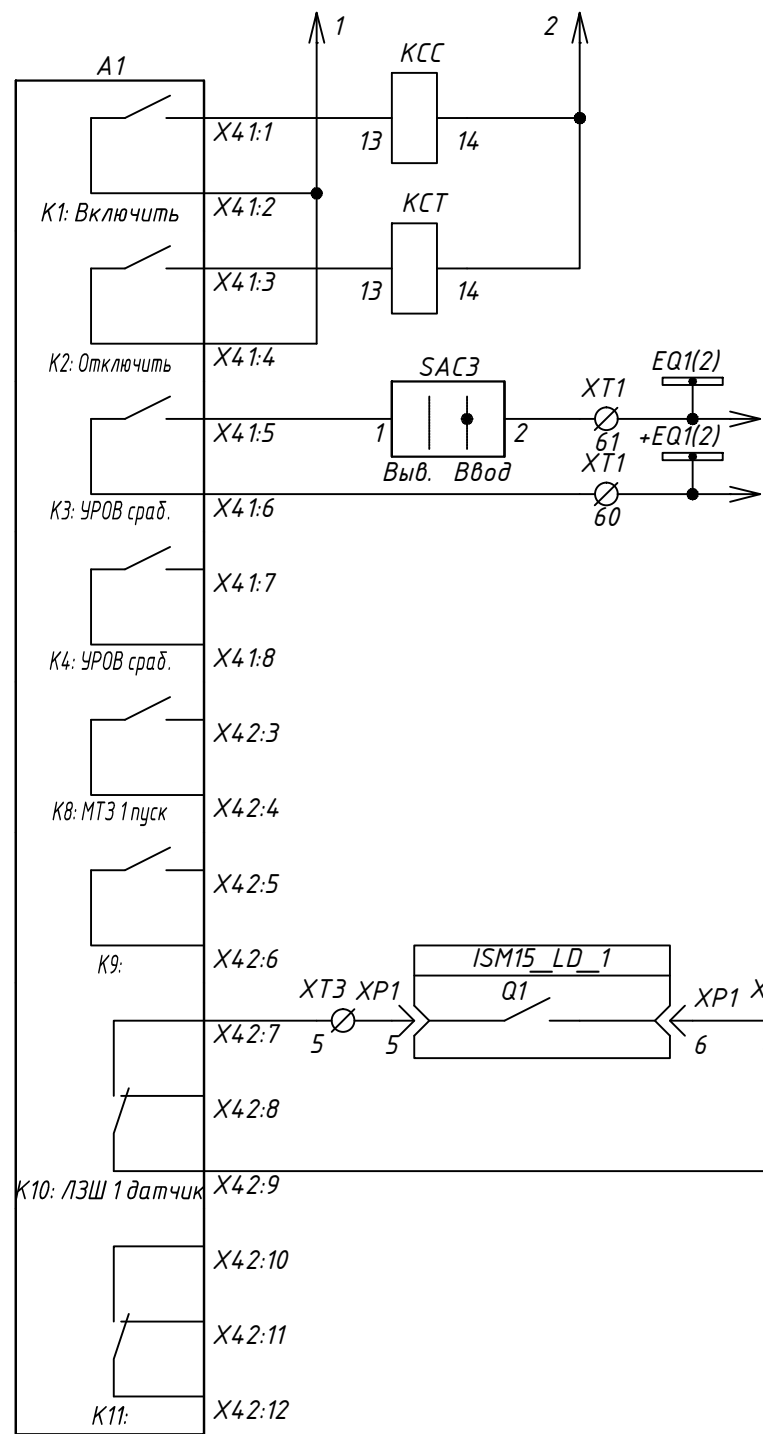 1
2
A1
KCC
X41:1
13
14
K1: Включить
X41:2
KCT
X41:3
13
14
K2: Отключить
X41:4
SAC3
XT1
EQ1(2)
X41:5
1
2
61
+EQ1(2)
Выв. Ввод
XT1
K3: УРОВ сраб.
X41:6
60
X41:7
K4: УРОВ сраб.
X41:8
X42:3
K8: МТЗ 1 пуск
X42:4
X42:5
K9:
X42:6
ISM15_LD_1
XT3
XP1
Q1
XP1
X
X42:7
5
5
6
X42:8
K10: ЛЗШ 1 датчик
X42:9
X42:10
X42:11
K11:
X42:12